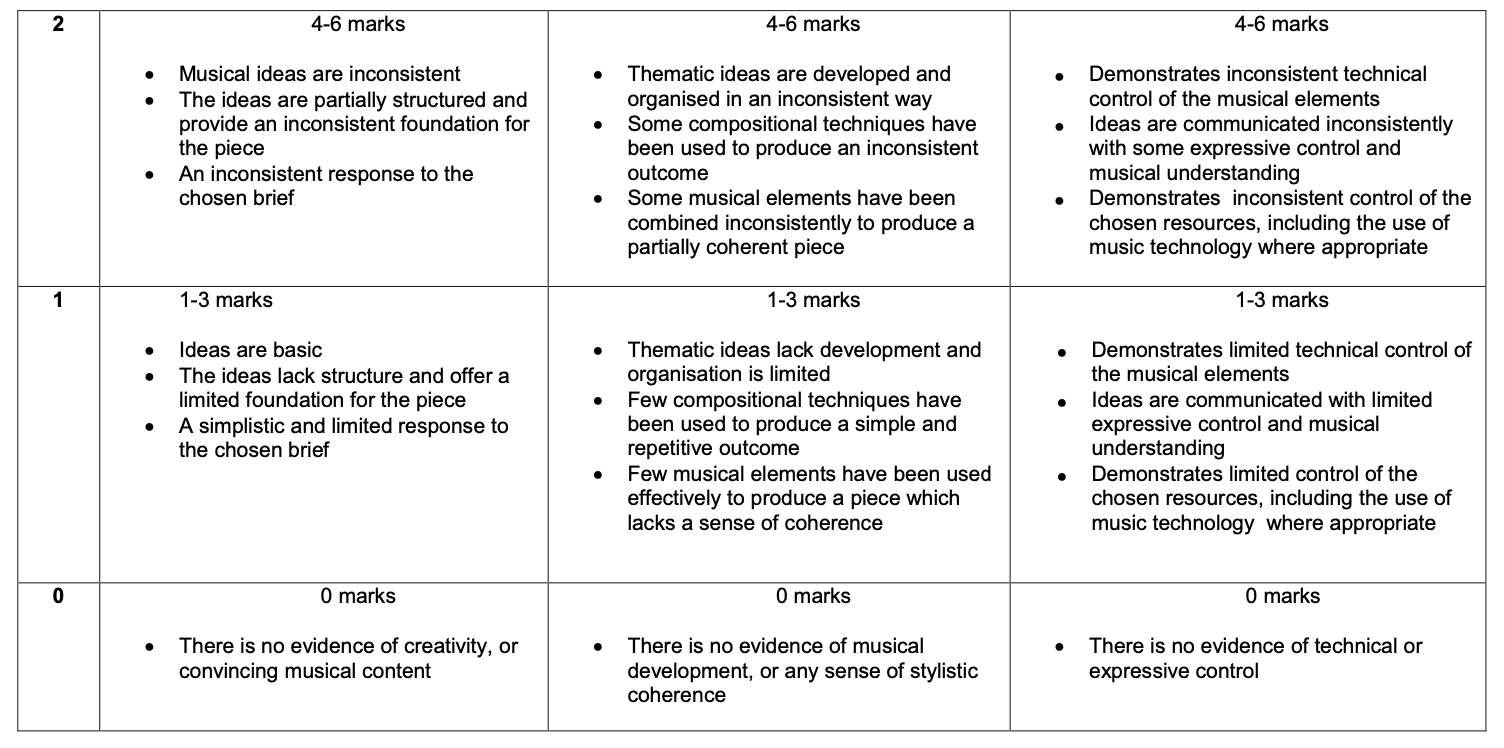 2
4-6 marks
• Musical ideas are inconsistent
• The ideas are partially structured and
provide an inconsistent foundation for
the piece
• An inconsistent response to the
chosen brief
4-6 marks
• Thematic ideas are developed and
organised in an inconsistent way
• Some compositional techniques have
been used to produce an inconsistent
outcome
• Some musical elements have been
combined inconsistently to produce a
partially coherent piece
4-6 marks
• Demonstrates inconsistent technical
control of the musical elements
• Ideas are communicated inconsistently
with some expressive control and
musical understanding
• Demonstrates inconsistent control of the
chosen resources, including the use of
music technology where appropriate
1
1-3 marks
• Ideas are basic
• The ideas lack structure and offer a
limited foundation for the piece
• A simplistic and limited response to
the chosen brief
1-3 marks
• Thematic ideas lack development and
organisation is limited
• Few compositional techniques have
been used to produce a simple and
repetitive outcome
• Few musical elements have been used
effectively to produce a piece which
lacks a sense of coherence
1-3 marks
• Demonstrates limited technical control of
the musical elements
• Ideas are communicated with limited
expressive control and musical
understanding
• Demonstrates limited control of the
chosen resources, including the use of
music technology where appropriate
0
0 marks
• There is no evidence of creativity, or
convincing musical content
0 marks
• There is no evidence of musical
development, or any sense of stylistic
coherence
0 marks
• There is no evidence of technical or
expressive control